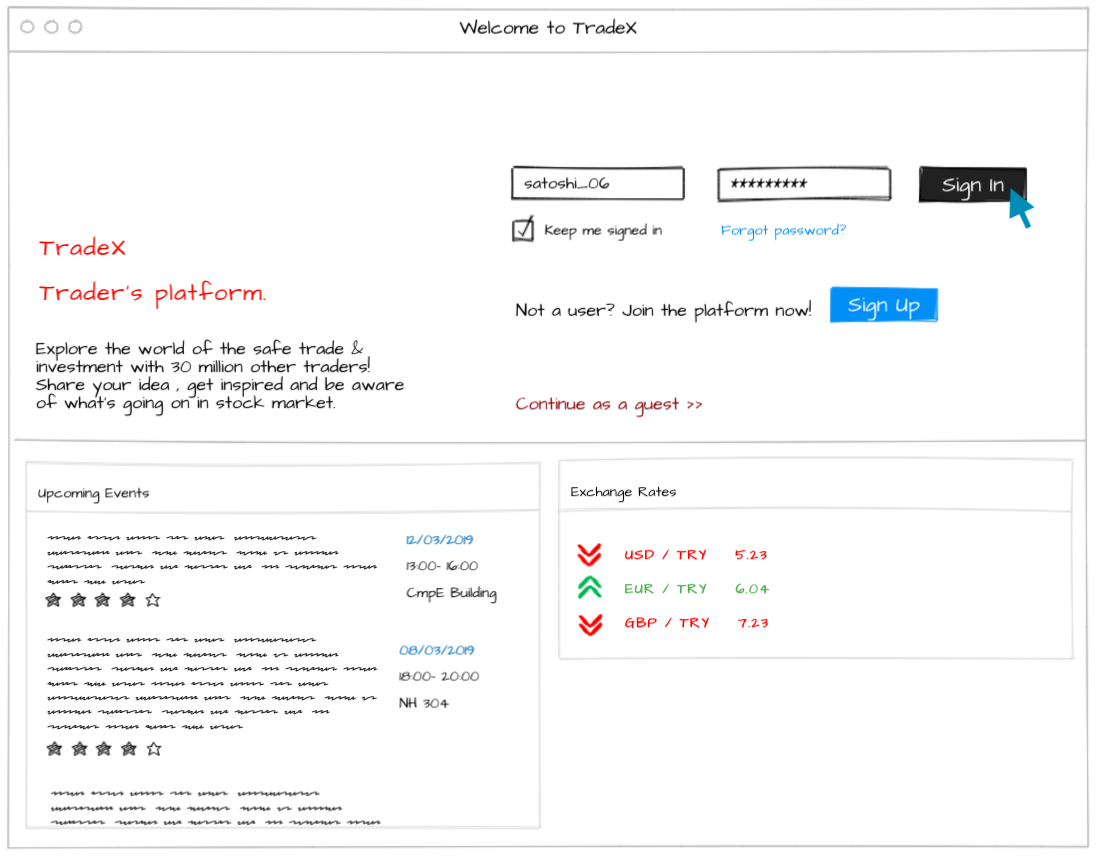 Welcome to TradeX
satoshi_06
*********
Sign In
Keep me signed in
Forgot password?
TradeX
Trader's platform.
Not a user? Join the platform now!
Sign Up
Explore the world of the safe trade &
investment with 30 million other traders!
Share your idea , get inspired and be aware
of what's going on in stock market.
Continue as a guest >>
Upcoming Events
12/03/2019
13:00- 16:00
CmpE Building
08/03/2019
18:00- 20:00
NH 304
Exchange Rates
USD / TRY 5.23
EUR / TRY 6.04
GBP / TRY 7.23